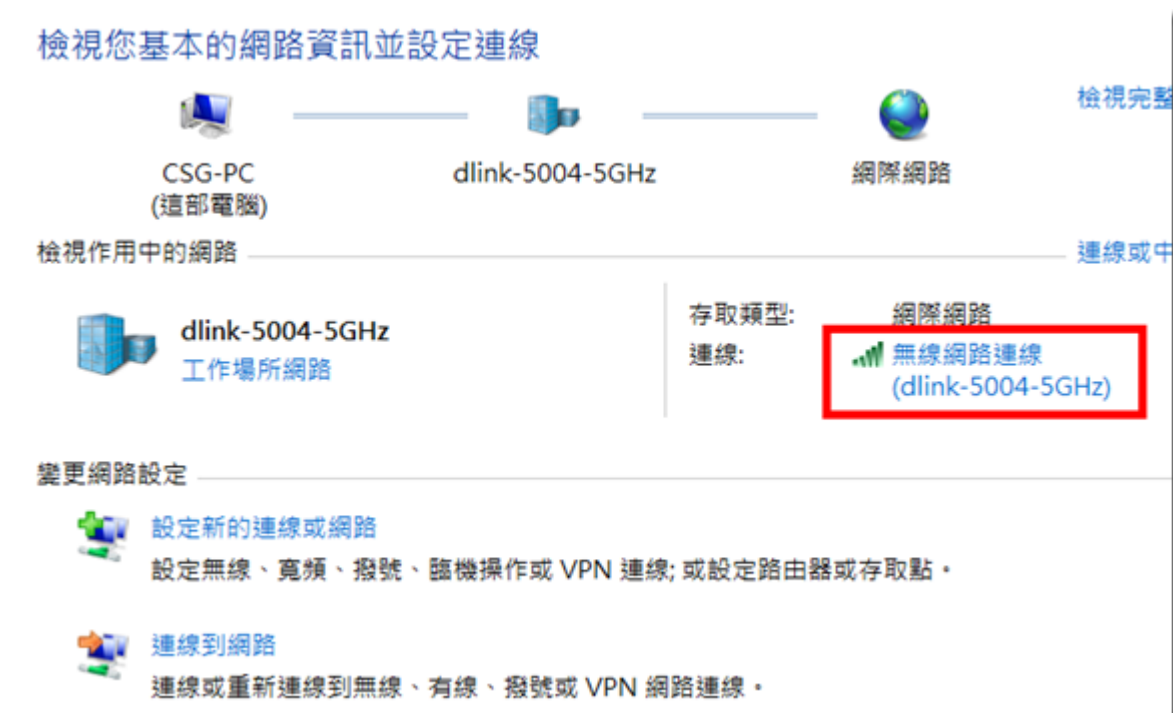 檢視您基本的網路資訊並設定連線
檢視完整
CSG-PC
(這部電腦)
dlink-5004-5GHz
網際網路
檢視作用中的網路
連線或中
dlink-5004-5GHz
工作場所網路
存取類型:
網際網路
連線:
無線網路連線
(dlink-5004-5GHz)
變更網路設定
設定新的連線或網路
設定無線、寬頻、撥號、臨機操作或 VPN 連線; 或設定路由器或存取點。
連線到網路
連線或重新連線到無線、有線、撥號或 VPN 網路連線。